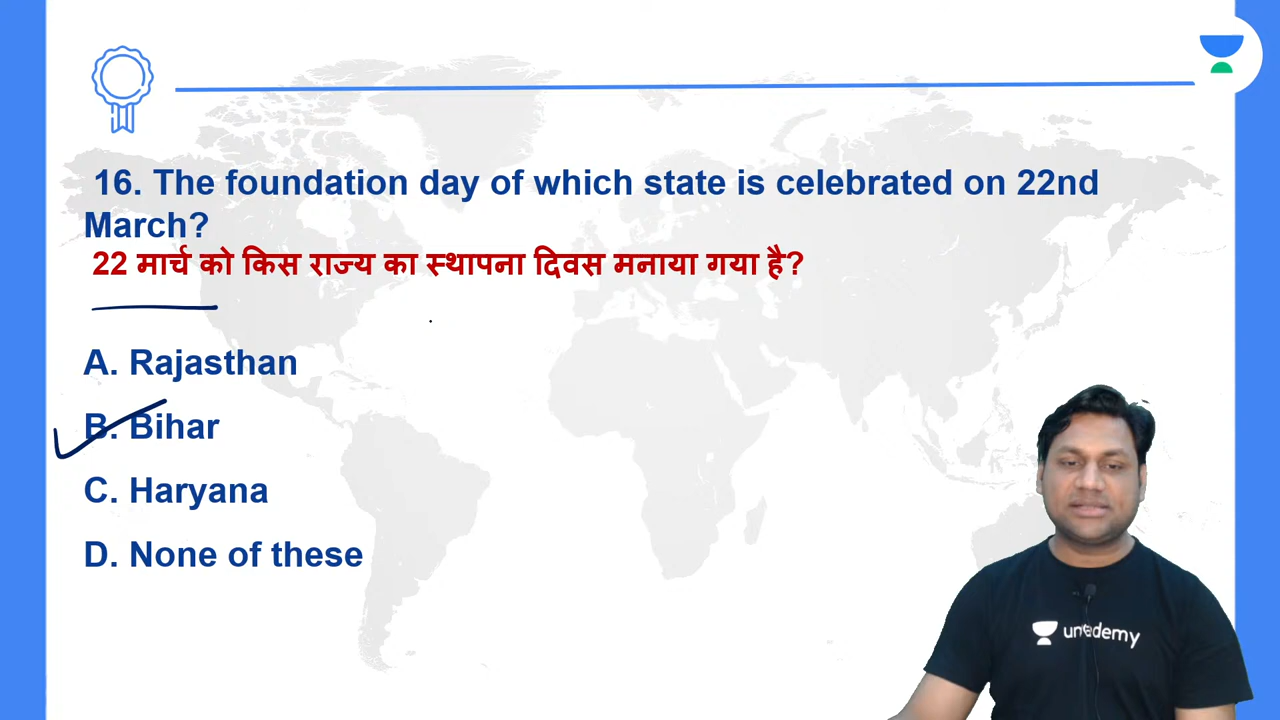 16. The foundation day of which state is celebrated on 22nd
March?
22 मार्च को किस राज्य का स्थापना दिवस मनाया गया है?
A. Rajasthan
B. Bihar
C. Haryana
D. None of these
unacademy